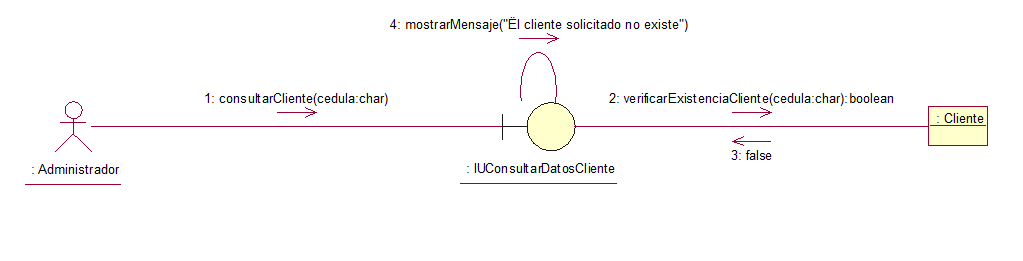 4: mostrarMensaje("Ël cliente solicitado no existe")
1: consultarCliente(cedula:char)
2: verificarExistenciaCliente(cedula:char):boolean
: Cliente
3: false
: Administrador
: IUConsultarDatosCliente